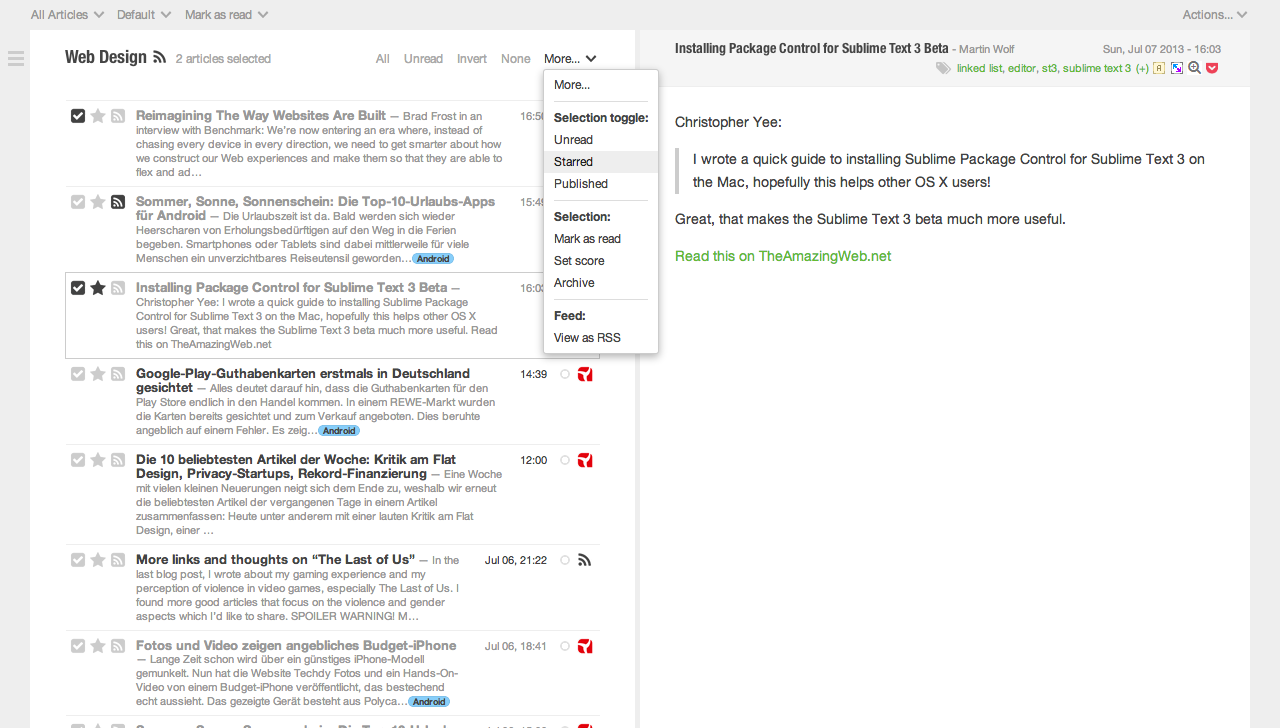 All Articles Default Mark as read Actions...
Web Design 2 articles selected All Unread Invert None More...
More...
Selection toggle:
Unread
Starred
Published
Selection:
Mark as read
Set score
Archive
Feed:
View as RSS
Reimagining The Way Websites Are Built — Brad Frost in an
interview with Benchmark: We're now entering an era where, instead of
chasing every device in every direction, we need to get smarter about how
we construct our Web experiences and make them so that they are able to
flex and ad…
Sommer, Sonne, Sonnenschein: Die Top-10-Urlaubs-Apps
für Android — Die Urlaubszeit ist da. Bald werden sich wieder
Heerscharen von Erholungsbedürftigen auf den Weg in die Ferien
begeben. Smartphones oder Tablets sind dabei mittlerweile für viele
Menschen ein unverzichtbares Reiseutensil geworden… Android
Installing Package Control for Sublime Text 3 Beta —
Christopher Yee: I wrote a quick guide to installing Sublime Package
Control for Sublime Text 3 on the Mac, hopefully this helps other OS X
users! Great, that makes the Sublime Text 3 beta much more useful. Read
this on TheAmazingWeb.net
Google-Play-Guthabenkarten erstmals in Deutschland 14:39
gesichtet — Alles deutet darauf hin, dass die Guthabenkarten für den
Play Store endlich in den Handel kommen. In einem REWE-Markt wurden
die Karten bereits gesichtet und zum Verkauf angeboten. Dies beruhte
angeblich auf einem Fehler. Es zeig… Android
Die 10 beliebtesten Artikel der Woche: Kritik am Flat 12:00
Design, Privacy-Startups, Rekord-Finanzierung — Eine Woche
mit vielen kleinen Neuerungen neigt sich dem Ende zu, weshalb wir erneut
die beliebtesten Artikel der vergangenen Tage in einem Artikel
zusammenfassen: Heute unter anderem mit einer lauten Kritik am Flat
Design, einer …
More links and thoughts on “The Last of Us” — In the Jul 06, 21:22
last blog post, I wrote about my gaming experience and my
perception of violence in video games, especially The Last of Us. I
found more good articles that focus on the violence and gender
aspects which I'd like to share. SPOILER WARNING! M…
Fotos und Video zeigen angebliches Budget-iPhone Jul 06, 18:41
— Lange Zeit schon wird über ein günstiges iPhone-Modell
gemunkelt. Nun hat die Website Techdy Fotos und ein Hands-On-
Video von einem Budget-iPhone veröffentlicht, das bestechend
echt aussieht. Das gezeigte Gerät besteht aus Polyca… Android
Installing Package Control for Sublime Text 3 Beta - Martin Wolf Sun, Jul 07 2013 - 16:03
linked list, editor, st3, sublime text 3 (+)
Christopher Yee:
I wrote a quick guide to installing Sublime Package Control for Sublime Text 3 on
the Mac, hopefully this helps other OS X users!
Great, that makes the Sublime Text 3 beta much more useful.
Read this on TheAmazingWeb.net